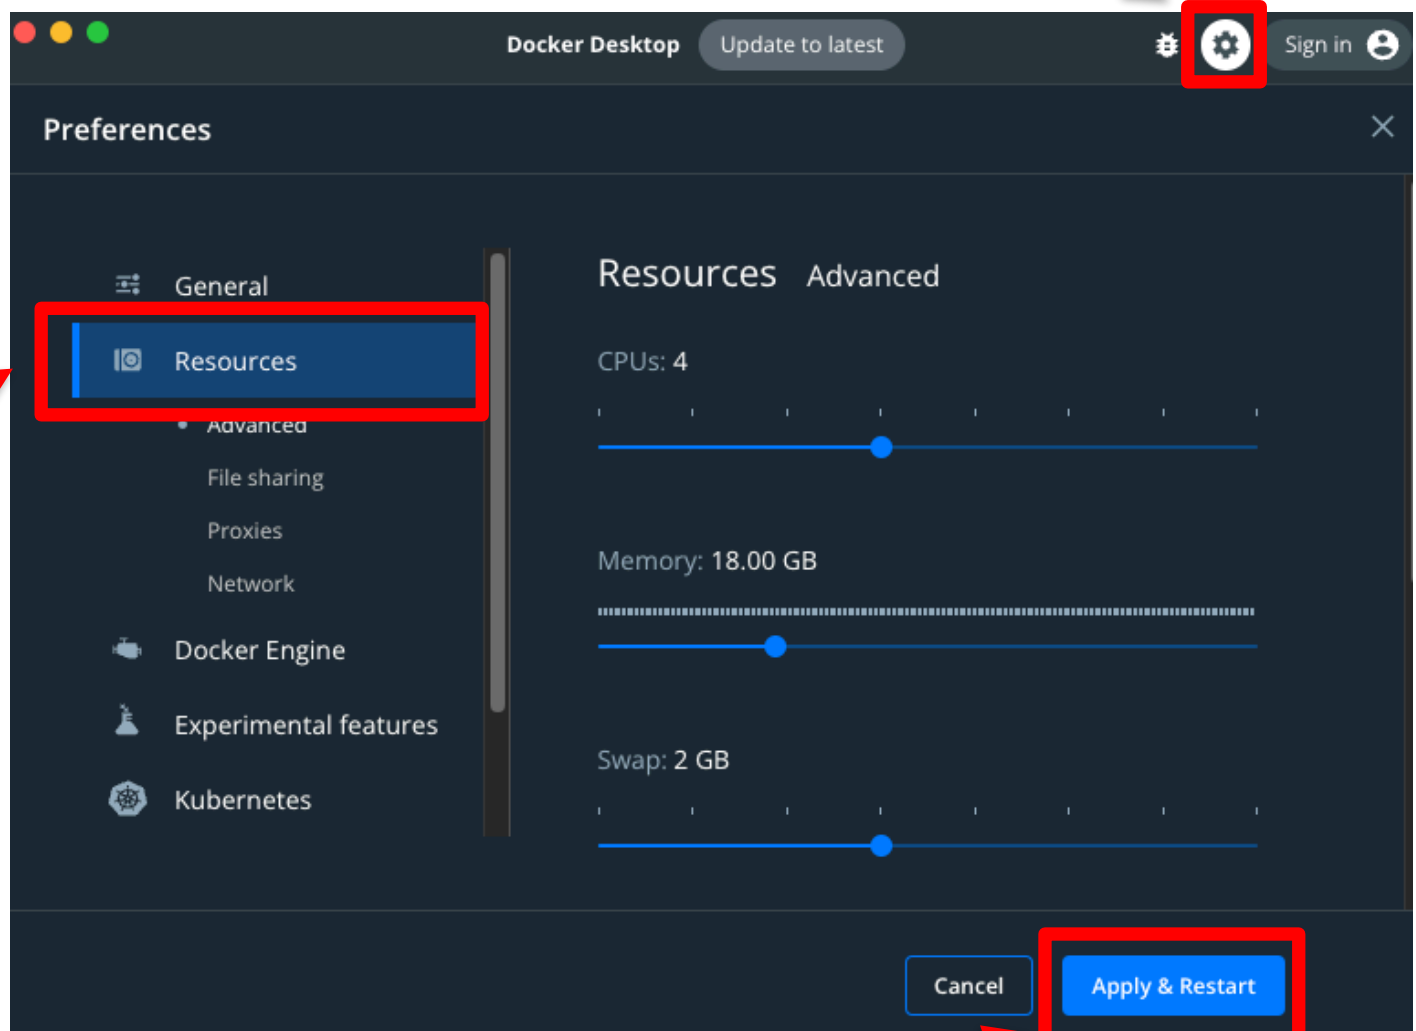 Docker Desktop Update to latest Sign in
Preferences
General
Resources
Advanced
File sharing
Proxies
Network
Docker Engine
Experimental features
Kubernetes
Resources Advanced
CPUs: 4
Memory: 18.00 GB
Swap: 2 GB
Cancel Apply & Restart